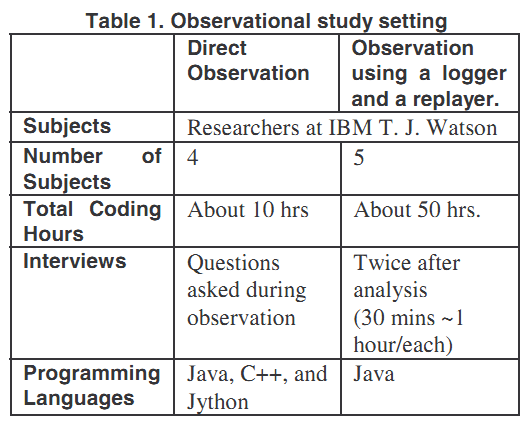 Table 1. Observational study setting
Direct
Observation
Observation
using a logger
and a replayer.
Subjects
Researchers at IBM T. J. Watson
Number of
Subjects
4
5
Total Coding
Hours
About 10 hrs
About 50 hrs.
Interviews
Questions
asked during
observation
Twice after
analysis
(30 mins ~1
hour/each)
Programming
Languages
Java, C++, and
Jython
Java